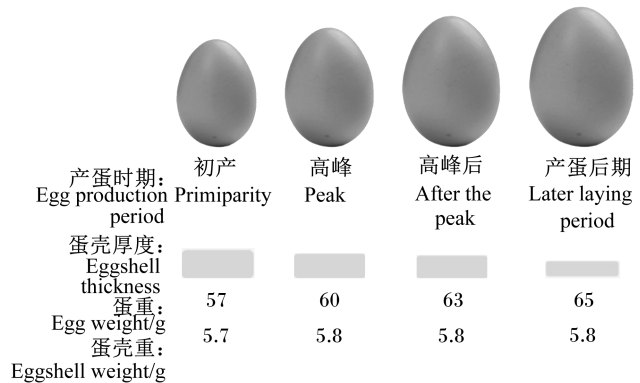 产蛋时期： 初产 高峰 高峰后 产蛋后期
Egg production period Primiparity Peak After the peak Later laying period
蛋壳厚度：
Eggshell thickness
蛋重： 57 60 63 65
Egg weight/g
蛋壳重： 5.7 5.8 5.8 5.8
Eggshell weight/g